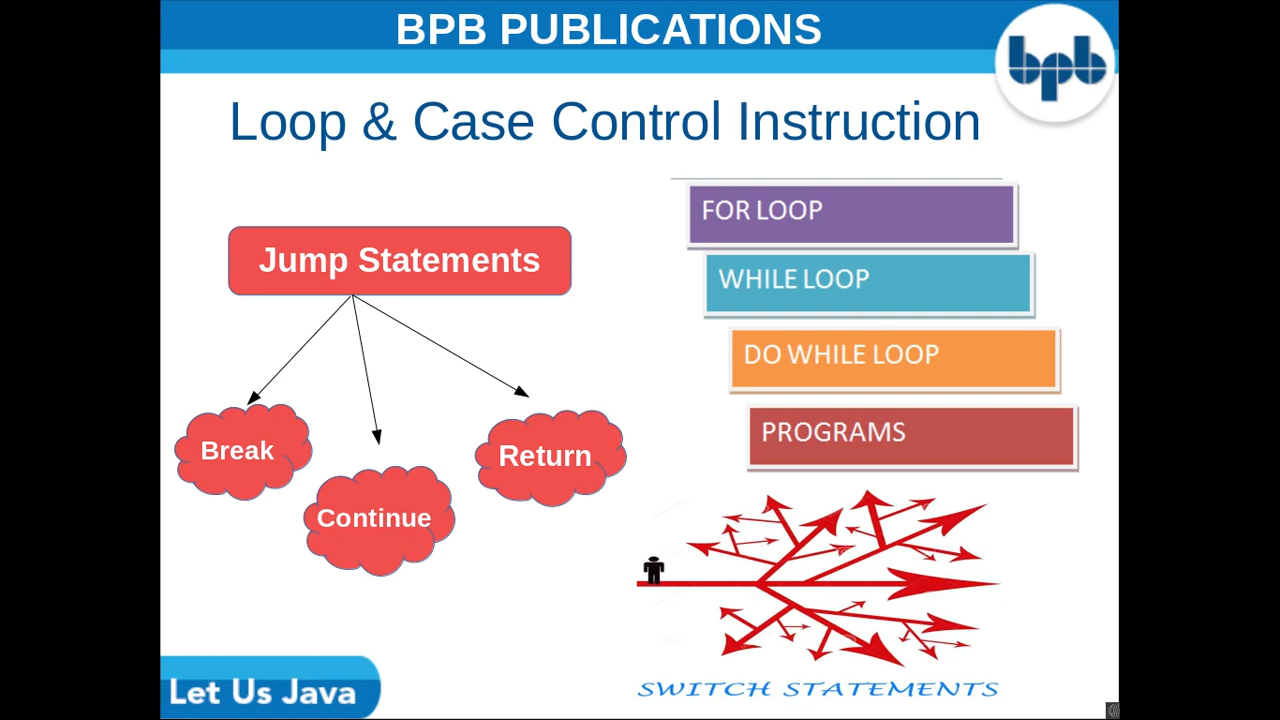 BPB PUBLICATIONS
bpb
Loop & Case Control Instruction
Jump Statements
Break
Continue
Return
FOR LOOP
WHILE LOOP
DO WHILE LOOP
PROGRAMS
SWITCH STATEMENTS
Let Us Java